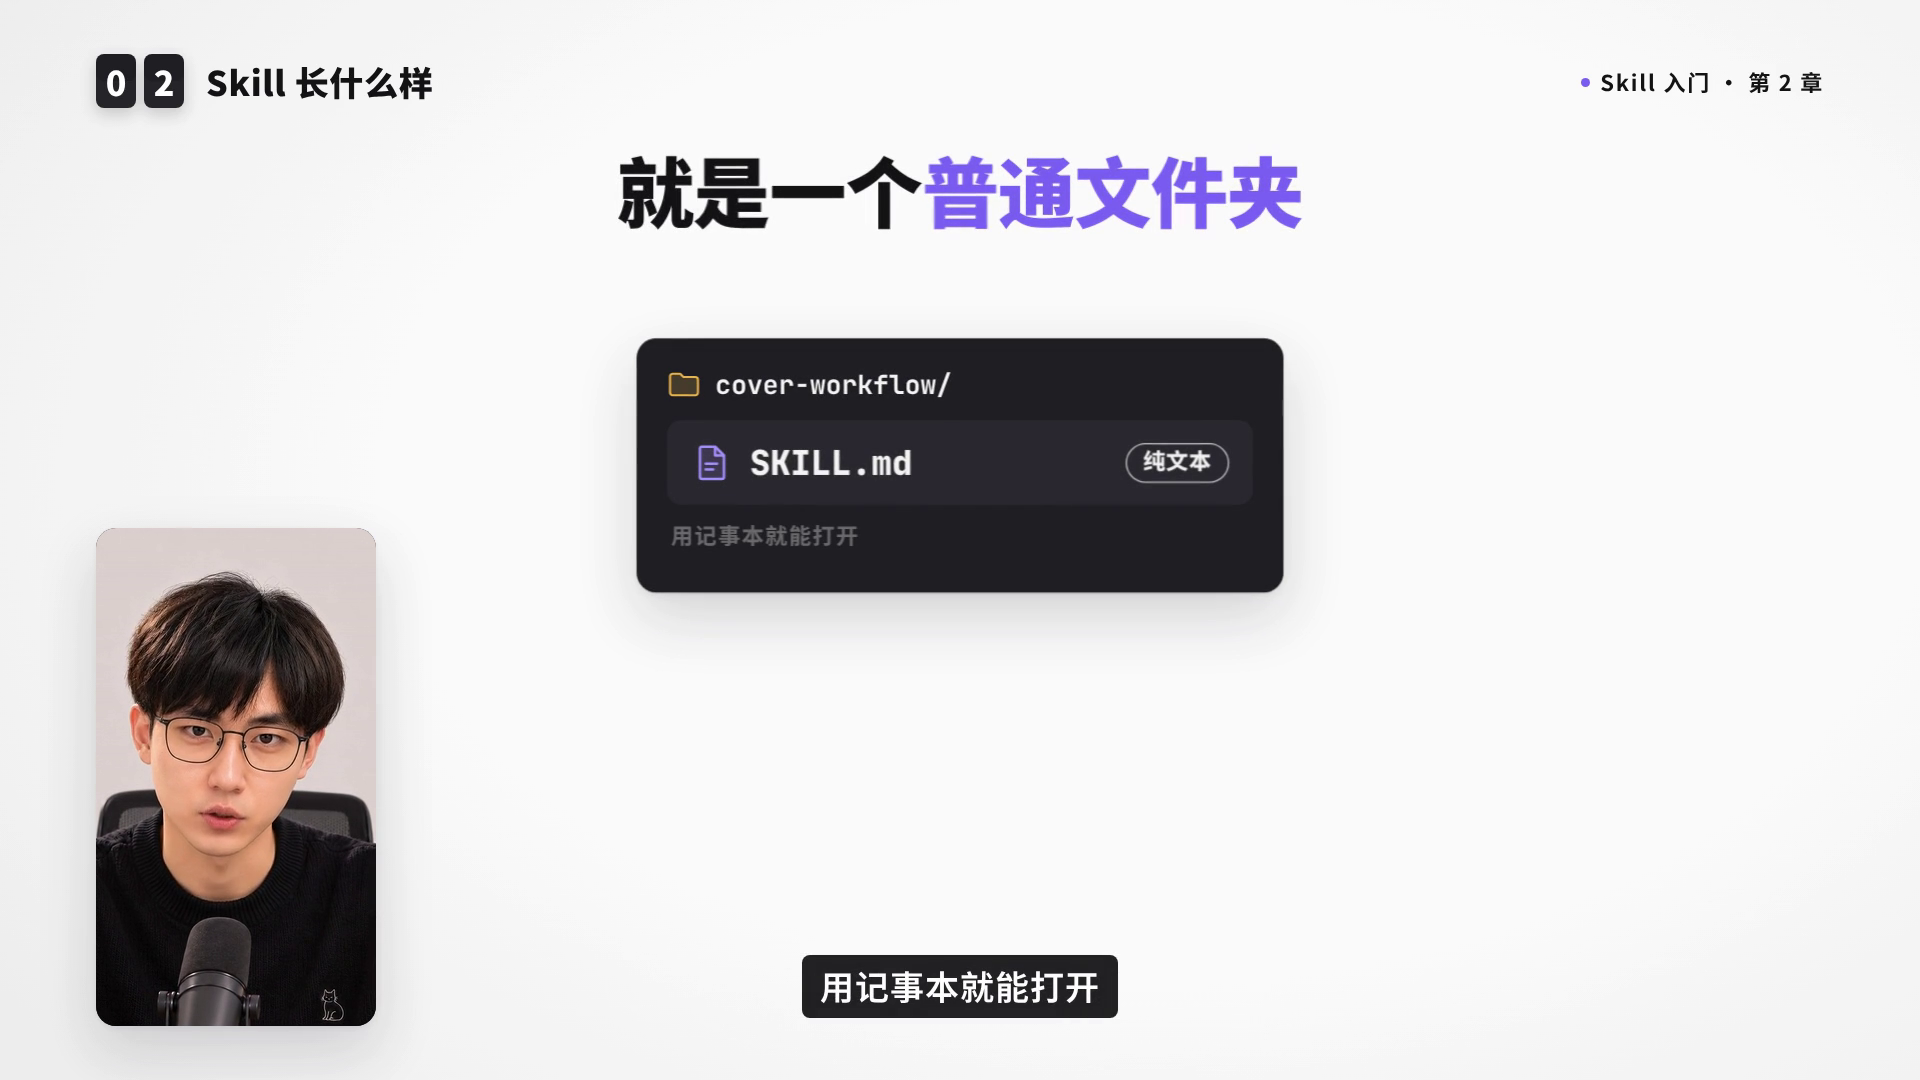 02 Skill 长什么样
Skill 入门 · 第 2 章
就是一个普通文件夹
cover-workflow/
SKILL.md
纯文本
用记事本就能打开
用记事本就能打开